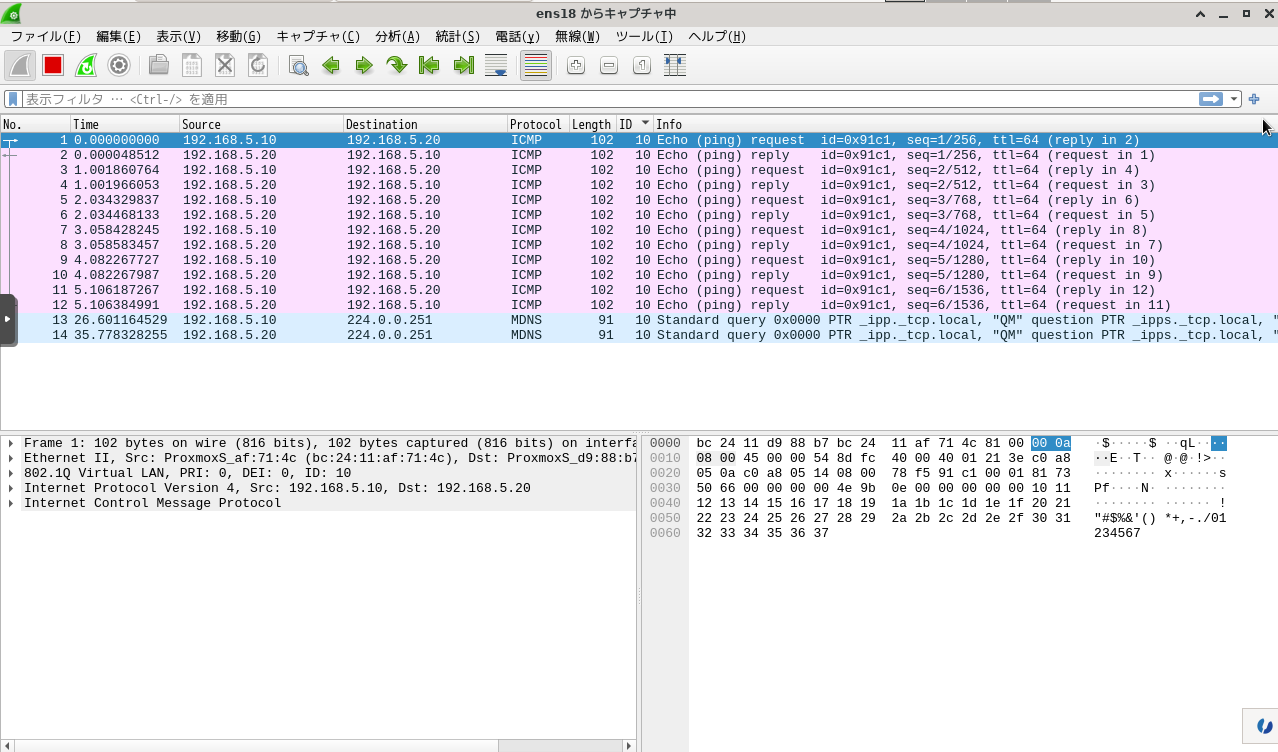 ens18 からキャプチャ中
ファイル(F) 編集(E) 表示(V) 移動(G) キャプチャ(C) 分析(A) 統計(S) 電話(y) 無線(W) ツール(T) ヘルプ(H)
表示フィルタ … <Ctrl-/> を適用
No. Time Source Destination Protocol Length ID Info
1 0.000000000 192.168.5.10 192.168.5.20 ICMP 102 10 Echo (ping) request id=0x91c1, seq=1/256, ttl=64 (reply in 2)
2 0.000048512 192.168.5.20 192.168.5.10 ICMP 102 10 Echo (ping) reply id=0x91c1, seq=1/256, ttl=64 (request in 1)
3 1.001860764 192.168.5.10 192.168.5.20 ICMP 102 10 Echo (ping) request id=0x91c1, seq=2/512, ttl=64 (reply in 4)
4 1.001966053 192.168.5.20 192.168.5.10 ICMP 102 10 Echo (ping) reply id=0x91c1, seq=2/512, ttl=64 (request in 3)
5 2.034329837 192.168.5.10 192.168.5.20 ICMP 102 10 Echo (ping) request id=0x91c1, seq=3/768, ttl=64 (reply in 6)
6 2.034468133 192.168.5.20 192.168.5.10 ICMP 102 10 Echo (ping) reply id=0x91c1, seq=3/768, ttl=64 (request in 5)
7 3.058428245 192.168.5.10 192.168.5.20 ICMP 102 10 Echo (ping) request id=0x91c1, seq=4/1024, ttl=64 (reply in 8)
8 3.058583457 192.168.5.20 192.168.5.10 ICMP 102 10 Echo (ping) reply id=0x91c1, seq=4/1024, ttl=64 (request in 7)
9 4.082267727 192.168.5.10 192.168.5.20 ICMP 102 10 Echo (ping) request id=0x91c1, seq=5/1280, ttl=64 (reply in 10)
10 4.082267987 192.168.5.20 192.168.5.10 ICMP 102 10 Echo (ping) reply id=0x91c1, seq=5/1280, ttl=64 (request in 9)
11 5.106187267 192.168.5.10 192.168.5.20 ICMP 102 10 Echo (ping) request id=0x91c1, seq=6/1536, ttl=64 (reply in 12)
12 5.106384991 192.168.5.20 192.168.5.10 ICMP 102 10 Echo (ping) reply id=0x91c1, seq=6/1536, ttl=64 (request in 11)
13 26.601164529 192.168.5.10 224.0.0.251 MDNS 91 10 Standard query 0x0000 PTR _ipp._tcp.local, "QM" question PTR _ipps._tcp.local, "
14 35.778328255 192.168.5.20 224.0.0.251 MDNS 91 10 Standard query 0x0000 PTR _ipp._tcp.local, "QM" question PTR _ipps._tcp.local, "
Frame 1: 102 bytes on wire (816 bits), 102 bytes captured (816 bits) on interfa
Ethernet II, Src: ProxmoxS_af:71:4c (bc:24:11:af:71:4c), Dst: ProxmoxS_d9:88:b7
802.1Q Virtual LAN, PRI: 0, DEI: 0, ID: 10
Internet Protocol Version 4, Src: 192.168.5.10, Dst: 192.168.5.20
Internet Control Message Protocol
0000 bc 24 11 d9 88 b7 bc 24 11 af 71 4c 81 00 00 0a ·$·····$ ··qL····
0010 08 00 45 00 00 54 8d fc 40 00 40 01 21 3e c0 a8 ··E··T·· @·@·!>··
0020 05 0a c0 a8 05 14 08 00 78 f5 91 c1 00 01 81 73 ········ x······s
0030 50 66 00 00 00 00 4e 9b 0e 00 00 00 00 00 10 11 Pf····N· ········
0040 12 13 14 15 16 17 18 19 1a 1b 1c 1d 1e 1f 20 21 ········ ······ !
0050 22 23 24 25 26 27 28 29 2a 2b 2c 2d 2e 2f 30 31 "#$%&'() *+,-./01
0060 32 33 34 35 36 37 234567